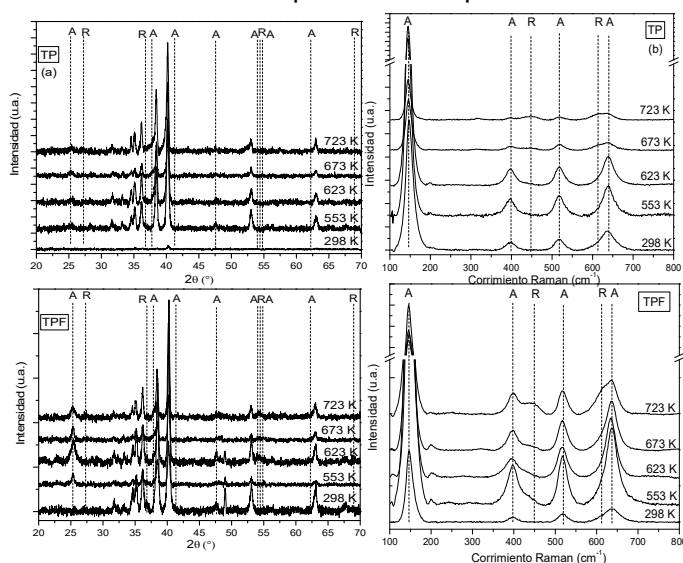 A R R A A A A R A A R
TP
(a)
723 K
673 K
623 K
553 K
298 K
Intensidad (u.a.)
20 25 30 35 40 45 50 55 60 65 70
2θ (°)
A A R A R A
TP
(b)
723 K
673 K
623 K
553 K
298 K
Intensidad (u.a.)
100 200 300 400 500 600 700 800
Corrimiento Raman (cm-1)
A R R A A A A R A A R
TPF
723 K
673 K
623 K
553 K
298 K
Intensidad (u.a.)
20 25 30 35 40 45 50 55 60 65 70
2θ (°)
A A R A R A
TPF
723 K
673 K
623 K
553 K
298 K
Intensidad (u.a.)
100 200 300 400 500 600 700 800
Corrimiento Raman (cm-1)